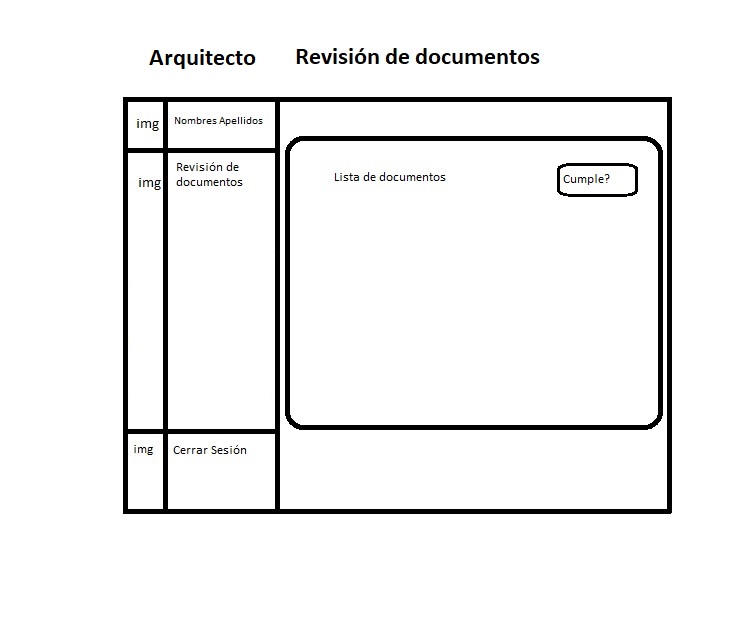 Arquitecto
Revisión de documentos
img
Nombres Apellidos
img
Revisión de
documentos
Lista de documentos
Cumple?
img
Cerrar Sesión